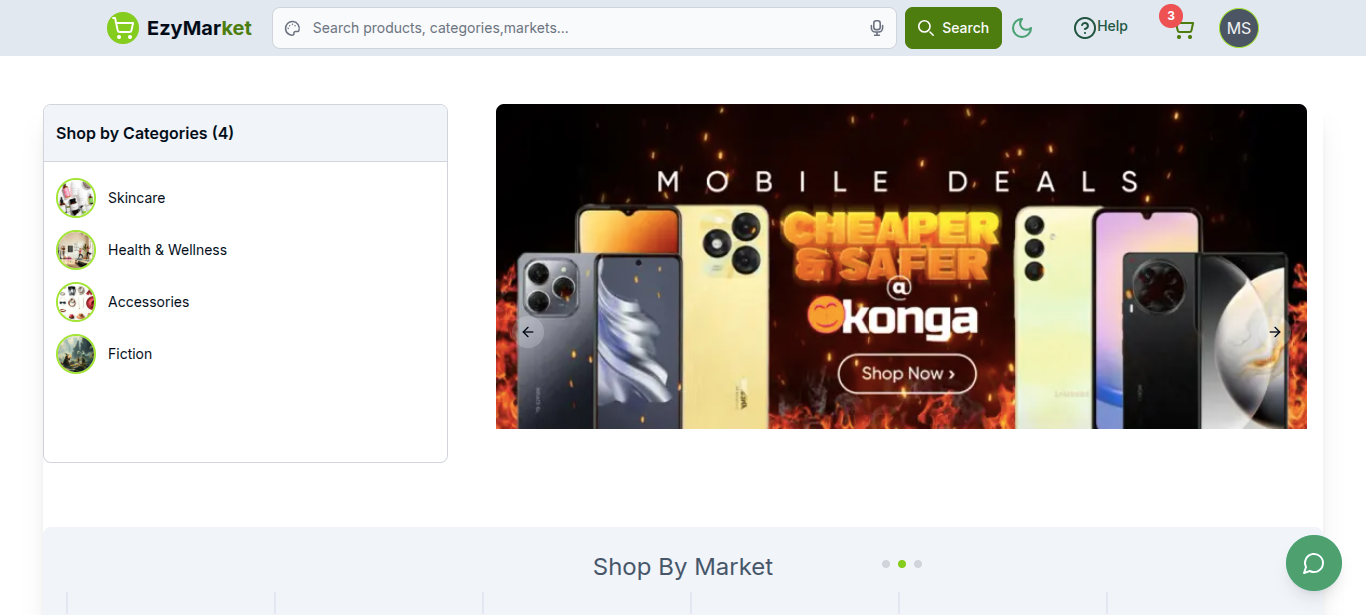 EzyMarket
Search products, categories,markets...
Search
Help
3
MS
Shop by Categories (4)
Skincare
Health & Wellness
Accessories
Fiction
MOBILE DEALS
CHEAPER
& SAFER
@
konga
Shop Now ›
Shop By Market